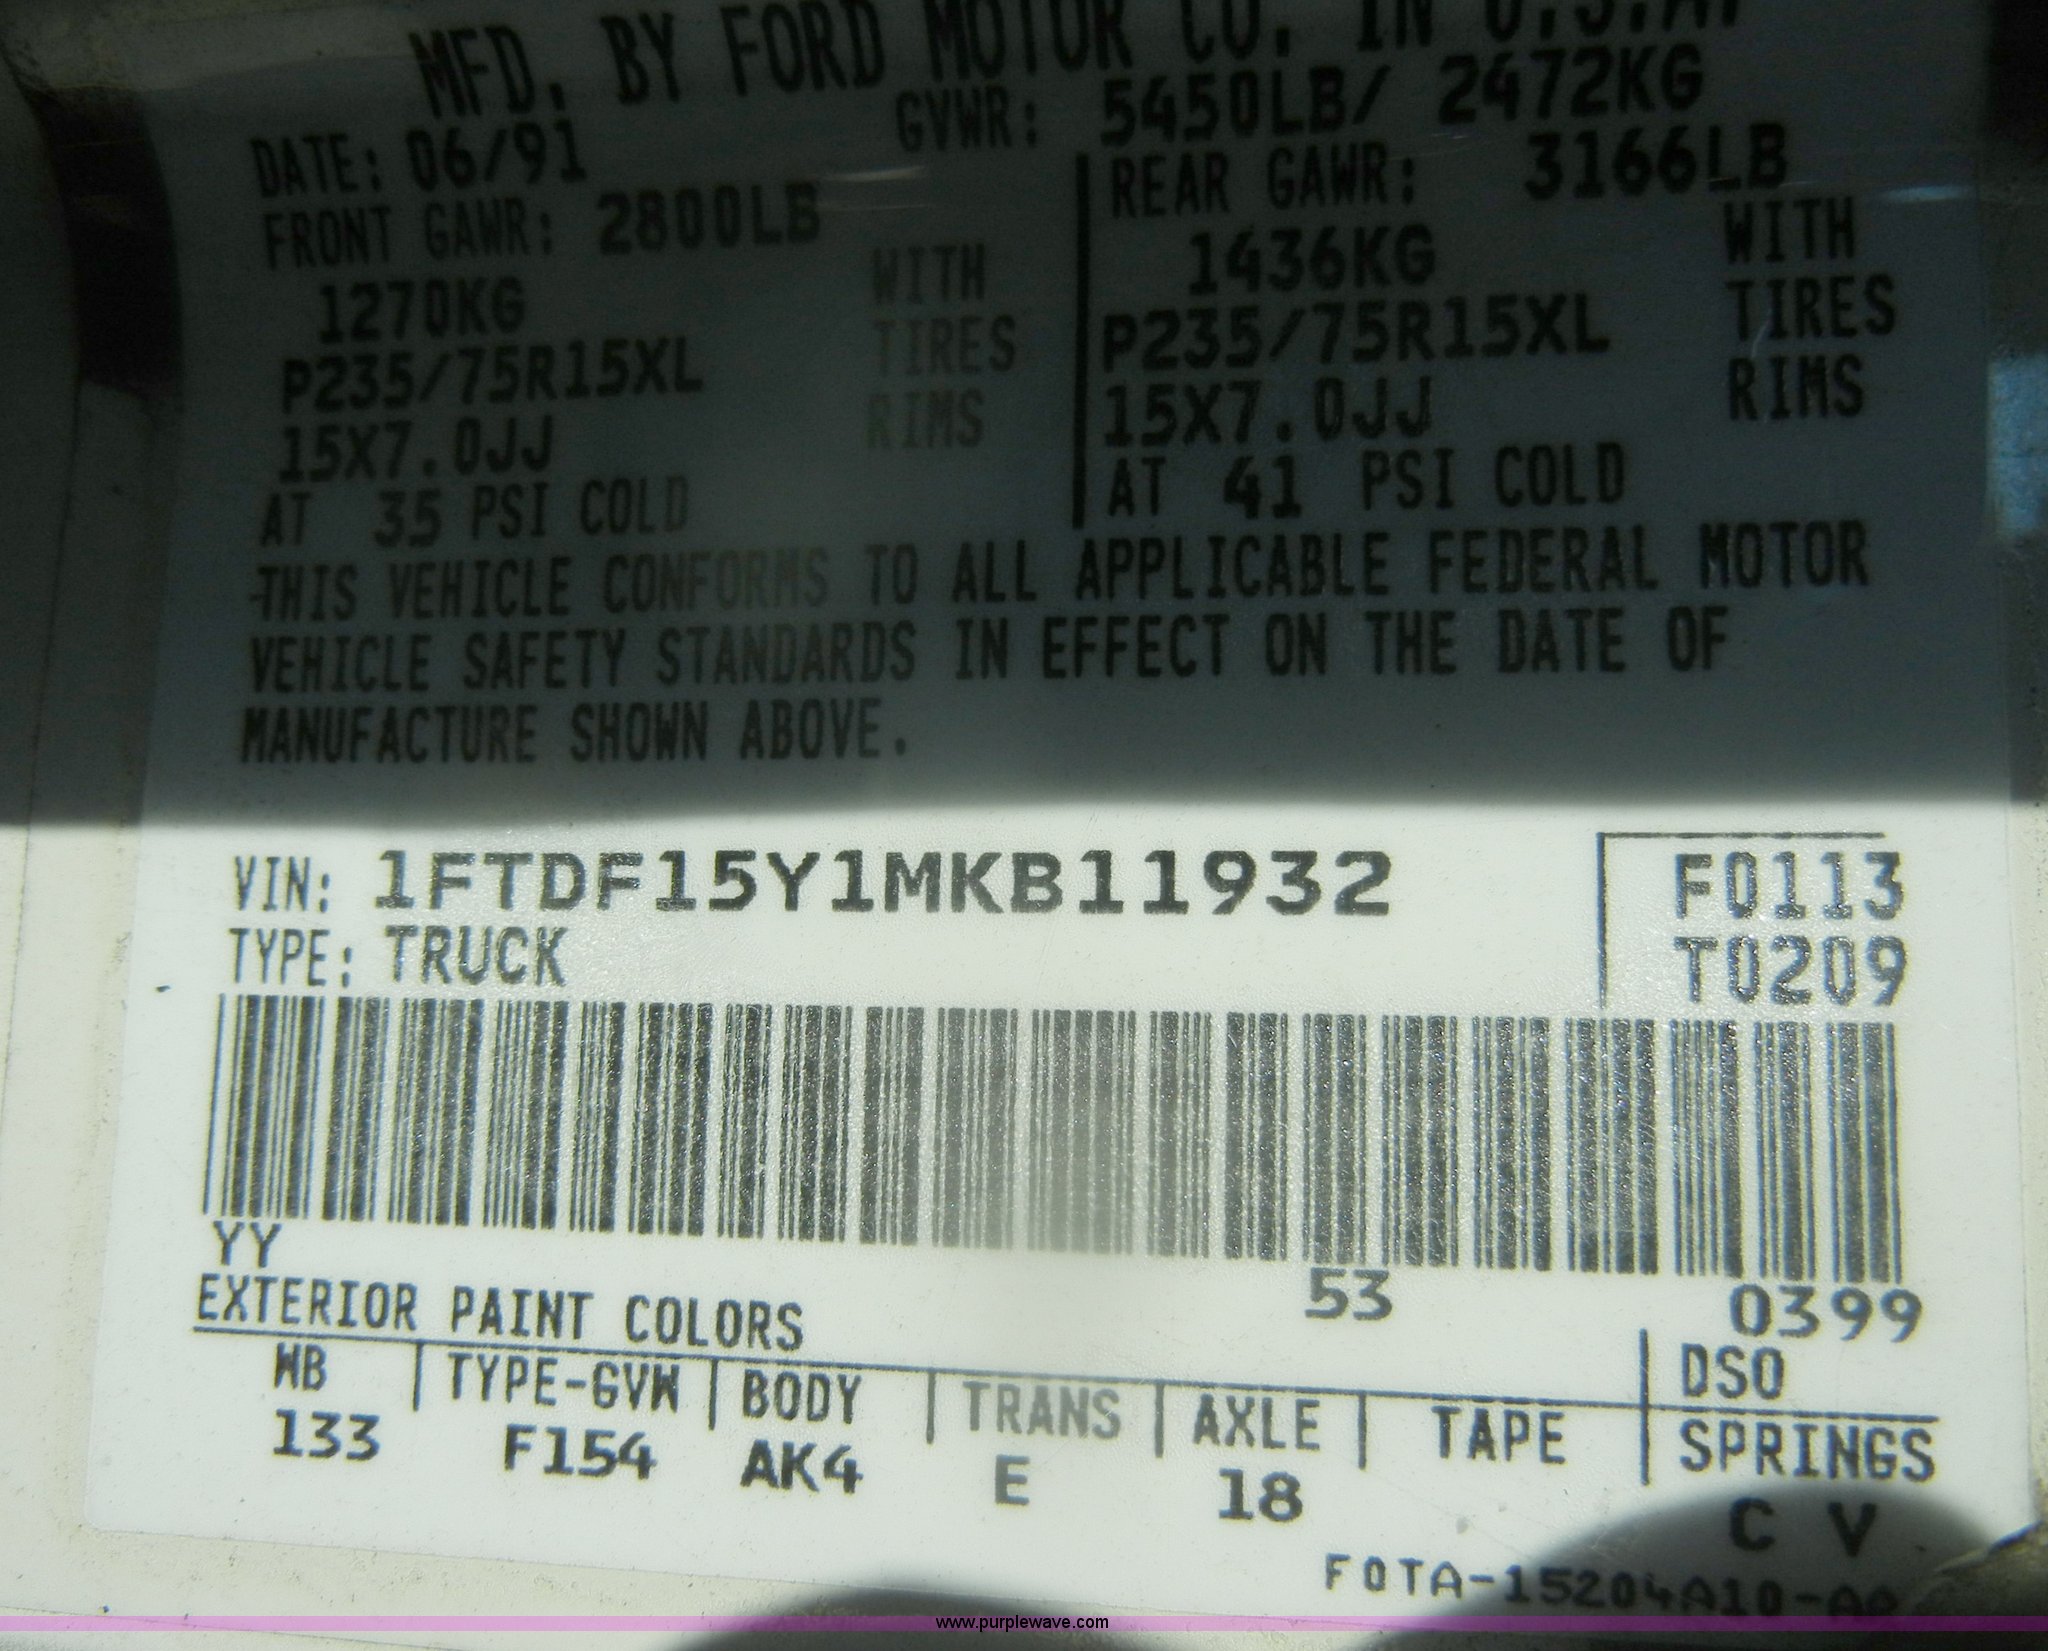 MFD. BY FORD MOTOR CO. IN U.S.A.
DATE: 06/91 GVWR: 5450LB/ 2472KG
FRONT GAWR: 2800LB REAR GAWR: 3166LB
1270KG WITH 1436KG WITH
P235/75R15XL TIRES P235/75R15XL TIRES
15X7.0JJ RIMS 15X7.0JJ RIMS
AT 35 PSI COLD AT 41 PSI COLD
THIS VEHICLE CONFORMS TO ALL APPLICABLE FEDERAL MOTOR
VEHICLE SAFETY STANDARDS IN EFFECT ON THE DATE OF
MANUFACTURE SHOWN ABOVE.
VIN: 1FTDF15Y1MKB11932 F0113
TYPE: TRUCK T0209
YY 53 0399
EXTERIOR PAINT COLORS DSO
WB TYPE-GVW BODY TRANS AXLE TAPE SPRINGS
133 F154 AK4 E 18 C V
F0TA-15204A10-AA
www.purplewave.com